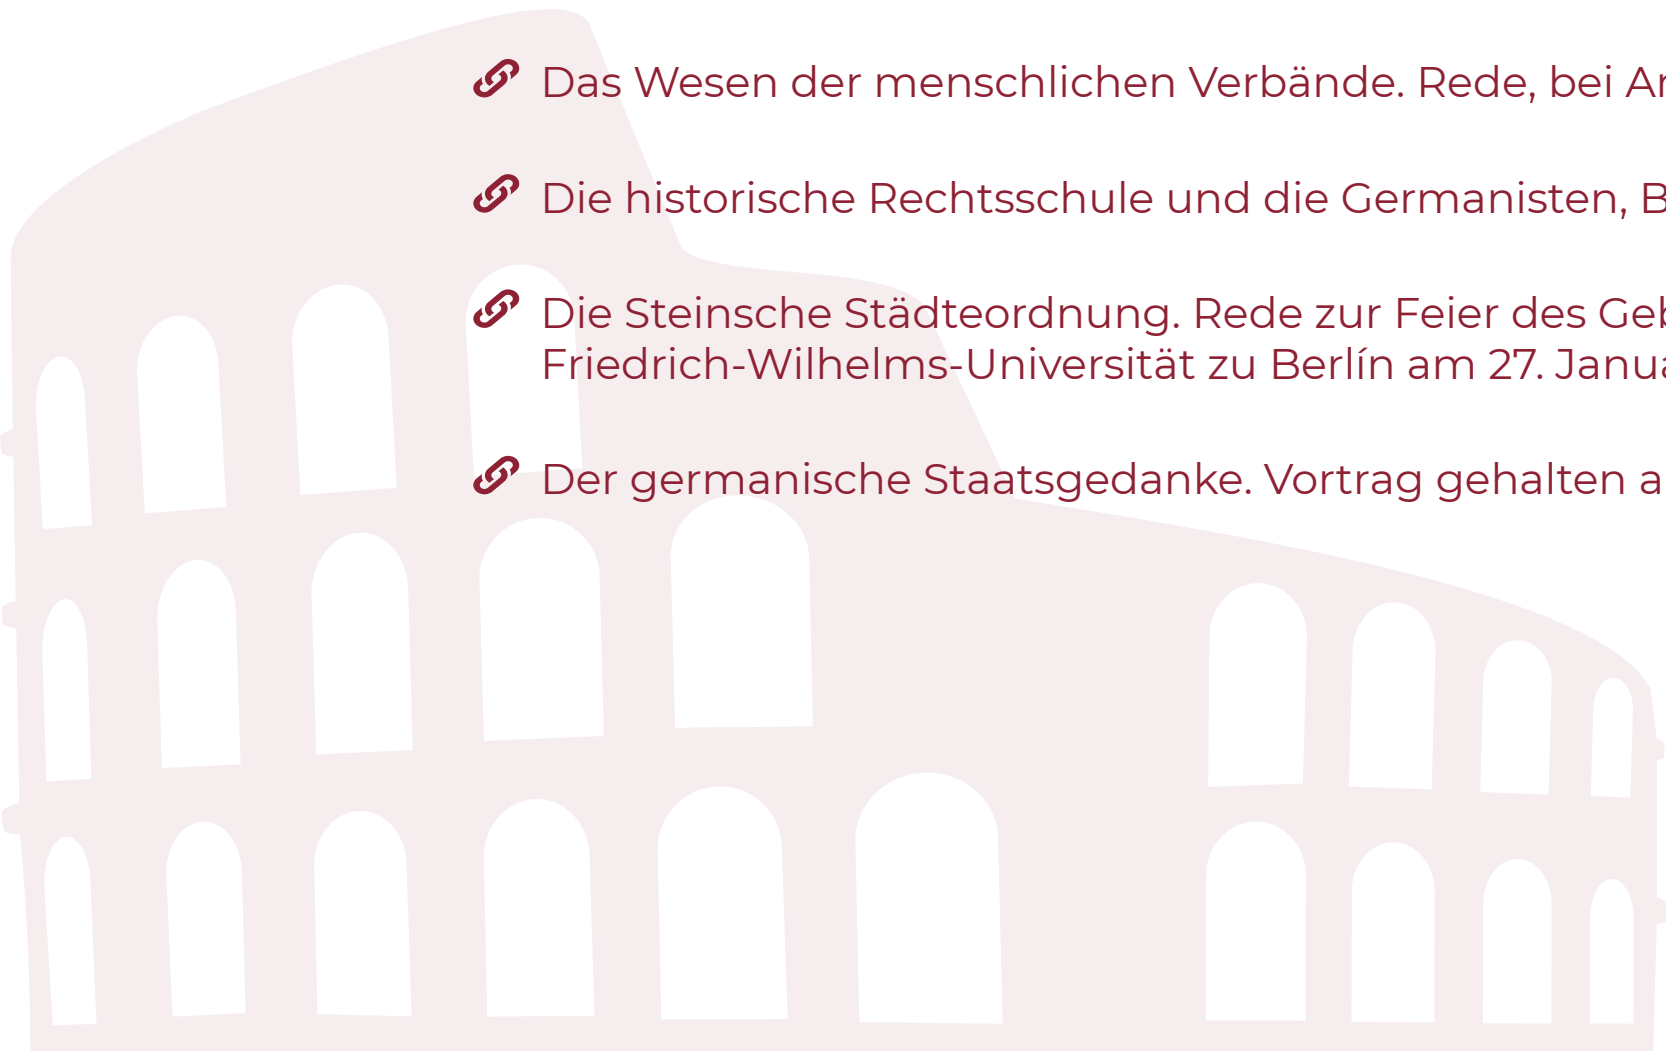 Das Wesen der menschlichen Verbände. Rede, bei
Die historische Rechtsschule und die Germanisten,
Die Steinsche Städteordnung. Rede zur Feier des
Friedrich-Wilhelms-Universität zu Berlín am 27.
Der germanische Staatsgedanke. Vortrag gehalten